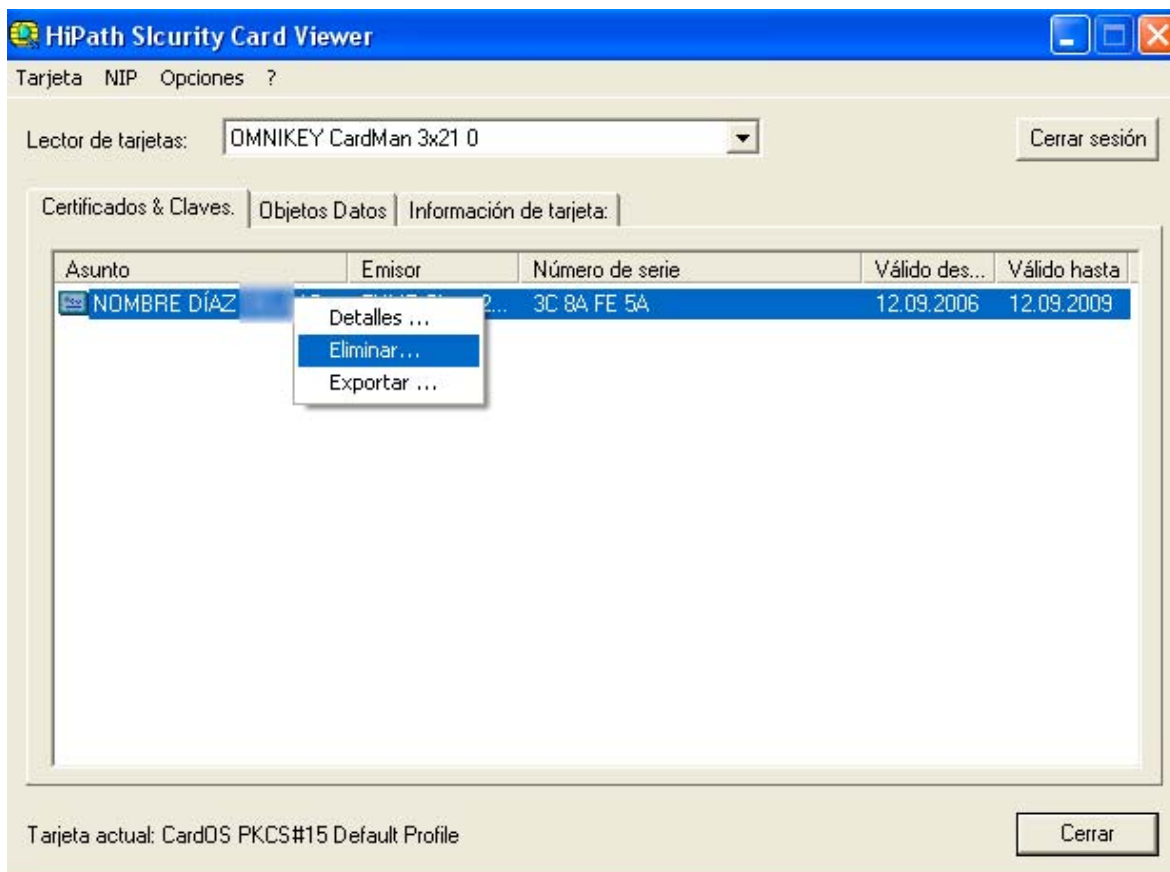 HiPath SIcurity Card Viewer
Tarjeta NIP Opciones ?
Lector de tarjetas: OMNIKEY CardMan 3x21 0 Cerrar sesión
Certificados & Claves. Objetos Datos Información de tarjeta:
Asunto Emisor Número de serie Válido des... Válido hasta
NOMBRE DÍAZ 3C 8A FE 5A 12.09.2006 12.09.2009
Detalles ...
Eliminar...
Exportar ...
Tarjeta actual: CardOS PKCS#15 Default Profile Cerrar